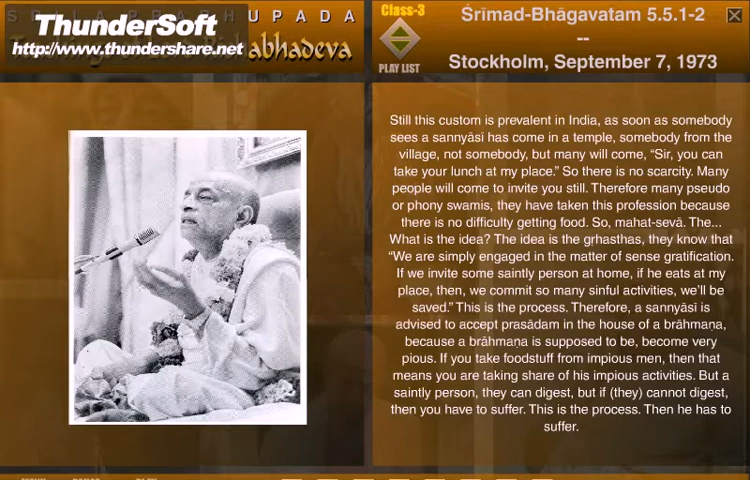 SRILA PRABHUPADA
ThunderSoft
http://www.thundershare.net
abhadeva
Class-3
PLAY LIST
Śrīmad-Bhāgavatam 5.5.1-2
--
Stockholm, September 7, 1973
Still this custom is prevalent in India, as soon as somebody
sees a sannyāsī has come in a temple, somebody from the
village, not somebody, but many will come, “Sir, you can
take your lunch at my place.” So there is no scarcity. Many
people will come to invite you still. Therefore many pseudo
or phony swamis, they have taken this profession because
there is no difficulty getting food. So, mahat-sevā. The...
What is the idea? The idea is the gṛhasthas, they know that
“We are simply engaged in the matter of sense gratification.
If we invite some saintly person at home, if he eats at my
place, then, we commit so many sinful activities, we’ll be
saved.” This is the process. Therefore, a sannyāsī is
advised to accept prasādam in the house of a brāhmaṇa,
because a brāhmaṇa is supposed to be, become very
pious. If you take foodstuff from impious men, then that
means you are taking share of his impious activities. But a
saintly person, they can digest, but if (they) cannot digest,
then you have to suffer. This is the process. Then he has to
suffer.